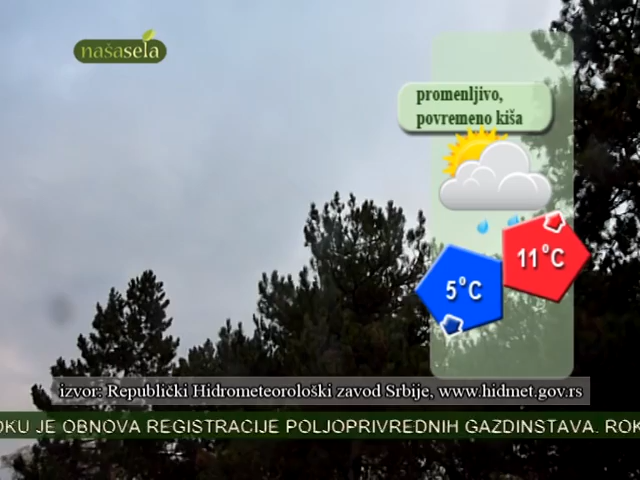 našasela
promenljivo,
povremeno kiša
11°C
5°C
izvor: Republički Hidrometeorološki zavod Srbije, www.hidmet.gov.rs
OKU JE OBNOVA REGISTRACIJE POLJOPRIVREDNIH GAZDINSTAVA. ROK